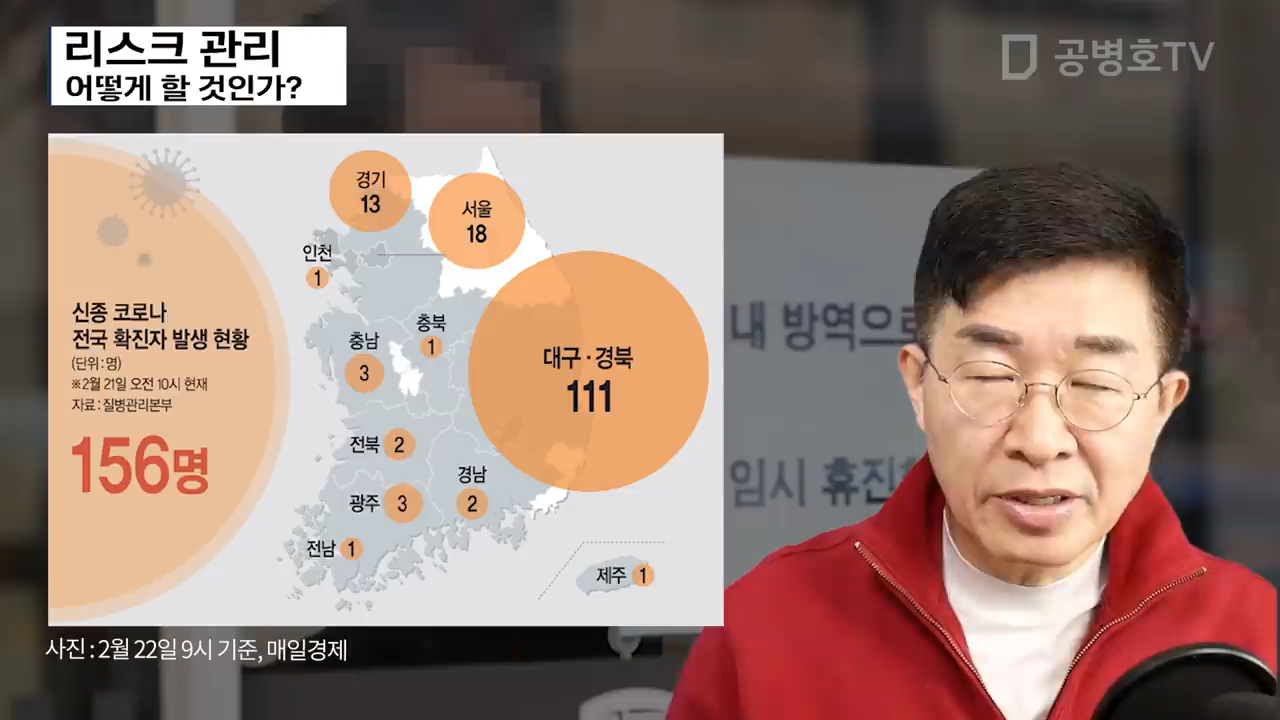 리스크 관리
어떻게 할 것인가?
공병호TV
경기
13
서울
18
인천
1
신종 코로나
전국 확진자 발생 현황
(단위:명)
※2월 21일 오전 10시 현재
자료:질병관리본부
156명
충북
1
충남
3
대구·경북
111
전북 2
경남
2
광주 3
전남 1
제주 1
내 방역으로
임시 휴진
사진 : 2월 22일 9시 기준, 매일경제